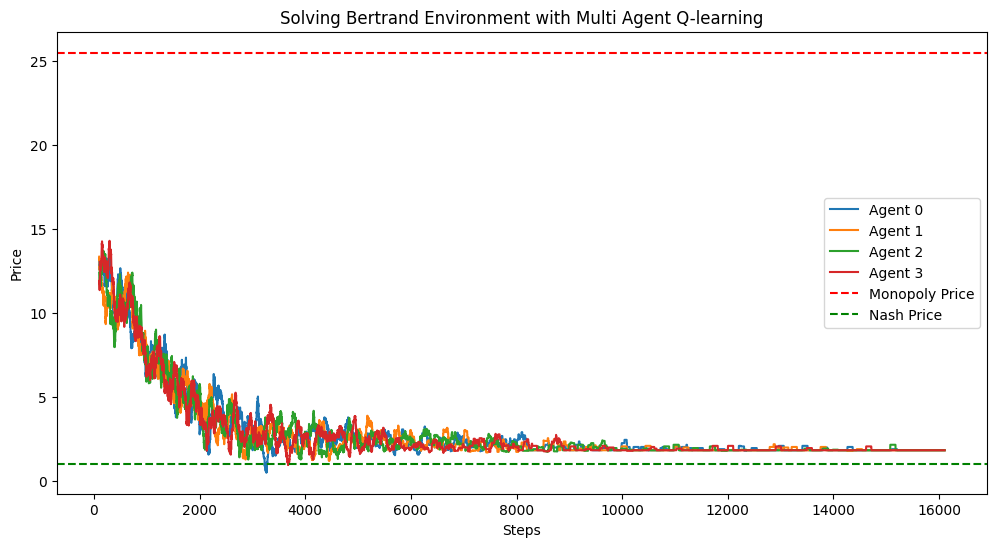 Solving Bertrand Environment with Multi Agent Q-learning
Price
25
20
15
10
5
0
Agent 0
Agent 1
Agent 2
Agent 3
Monopoly Price
Nash Price
0
2000
4000
6000
8000
10000
12000
14000
16000
Steps